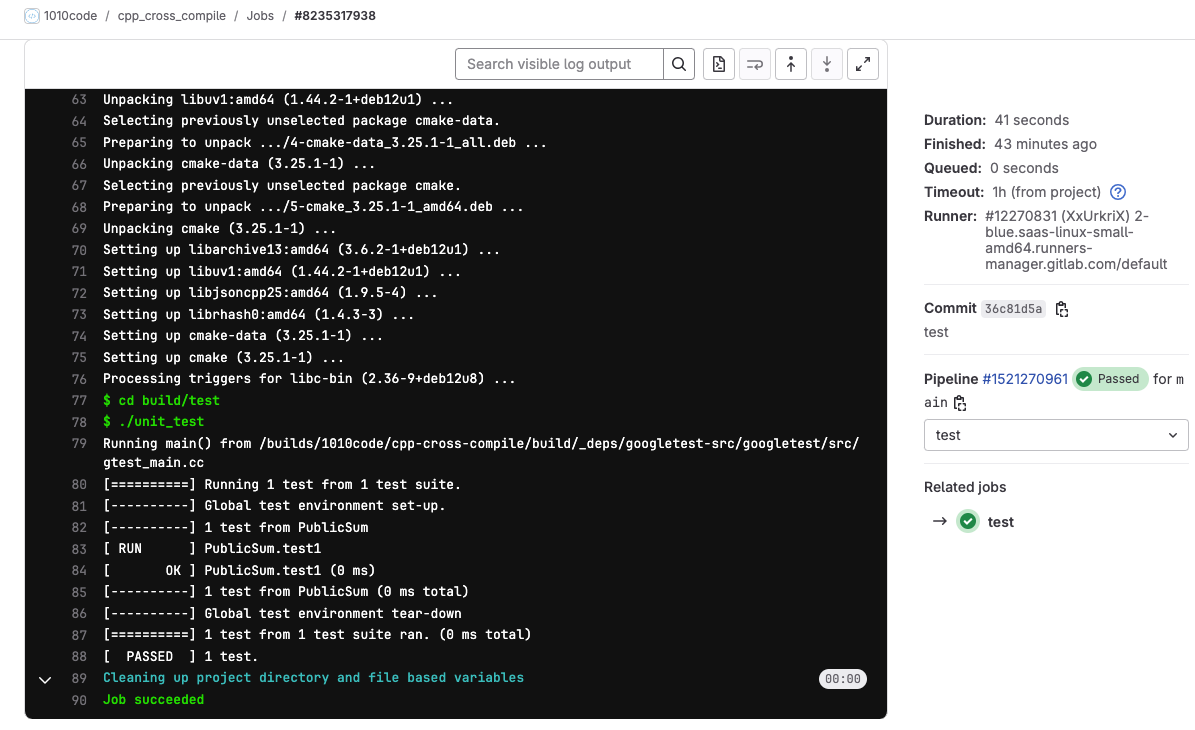 1010code / cpp_cross_compile / Jobs / #8235317938
Search visible log output
63 Unpacking libuv1:amd64 (1.44.2-1+deb12u1) ...
64 Selecting previously unselected package cmake-data.
65 Preparing to unpack .../4-cmake-data_3.25.1-1_all.deb ...
66 Unpacking cmake-data (3.25.1-1) ...
67 Selecting previously unselected package cmake.
68 Preparing to unpack .../5-cmake_3.25.1-1_amd64.deb ...
69 Unpacking cmake (3.25.1-1) ...
70 Setting up libarchive13:amd64 (3.6.2-1+deb12u1) ...
71 Setting up libuv1:amd64 (1.44.2-1+deb12u1) ...
72 Setting up libjsoncpp25:amd64 (1.9.5-4) ...
73 Setting up librhash0:amd64 (1.4.3-3) ...
74 Setting up cmake-data (3.25.1-1) ...
75 Setting up cmake (3.25.1-1) ...
76 Processing triggers for libc-bin (2.36-9+deb12u8) ...
77 $ cd build/test
78 $ ./unit_test
79 Running main() from /builds/1010code/cpp-cross-compile/build/_deps/googletest-src/googletest/src/
gtest_main.cc
80 [==========] Running 1 test from 1 test suite.
81 [----------] Global test environment set-up.
82 [----------] 1 test from PublicSum
83 [ RUN      ] PublicSum.test1
84 [       OK ] PublicSum.test1 (0 ms)
85 [----------] 1 test from PublicSum (0 ms total)
86 [----------] Global test environment tear-down
87 [==========] 1 test from 1 test suite ran. (0 ms total)
88 [  PASSED  ] 1 test.
89 Cleaning up project directory and file based variables 00:00
90 Job succeeded
Duration: 41 seconds
Finished: 43 minutes ago
Queued: 0 seconds
Timeout: 1h (from project) ?
Runner: #12270831 (XxUrkriX) 2-
blue.saas-linux-small-
amd64.runners-
manager.gitlab.com/default
Commit 36c81d5a
test
Pipeline #1521270961 Passed for m
ain
test
Related jobs
→ test